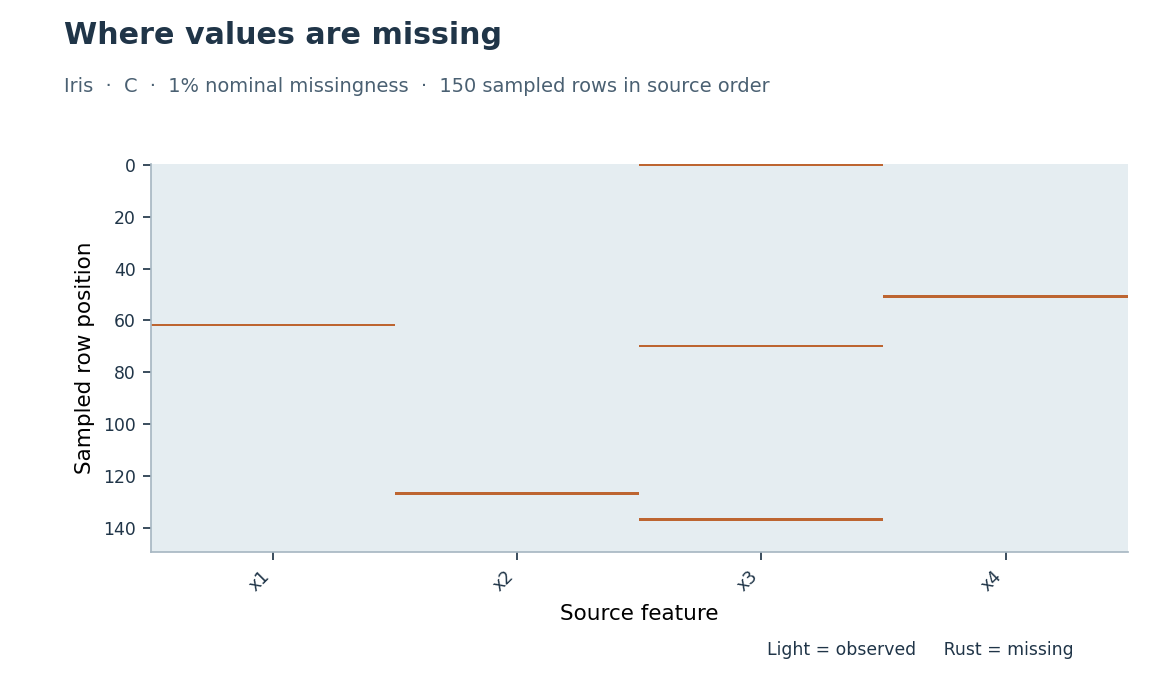 Where values are missing
Iris · C · 1% nominal missingness · 150 sampled rows in source order
Sampled row position
0
20
40
60
80
100
120
140
x1
x2
x3
x4
Source feature
Light = observed Rust = missing